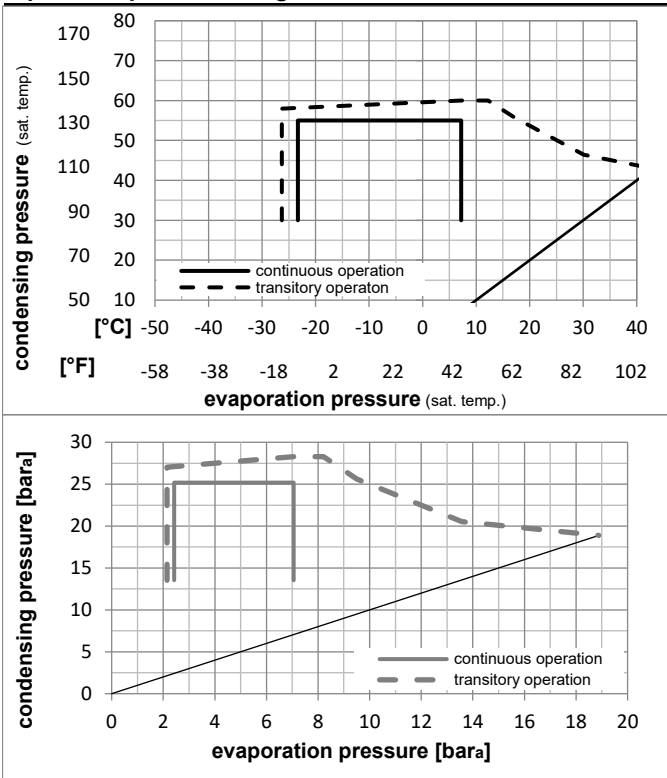 170 80
150 70
60
130 50
110 40
90 30
70 20
50 10
condensing pressure (sat. temp.)
continuous operation
transitory operaton
[°C] -50 -40 -30 -20 -10 0 10 20 30 40
[°F] -58 -38 -18 2 22 42 62 82 102
evaporation pressure (sat. temp.)
30
25
20
15
10
5
0
condensing pressure [bara]
continuous operation
transitory operation
0 2 4 6 8 10 12 14 16 18 20
evaporation pressure [bara]